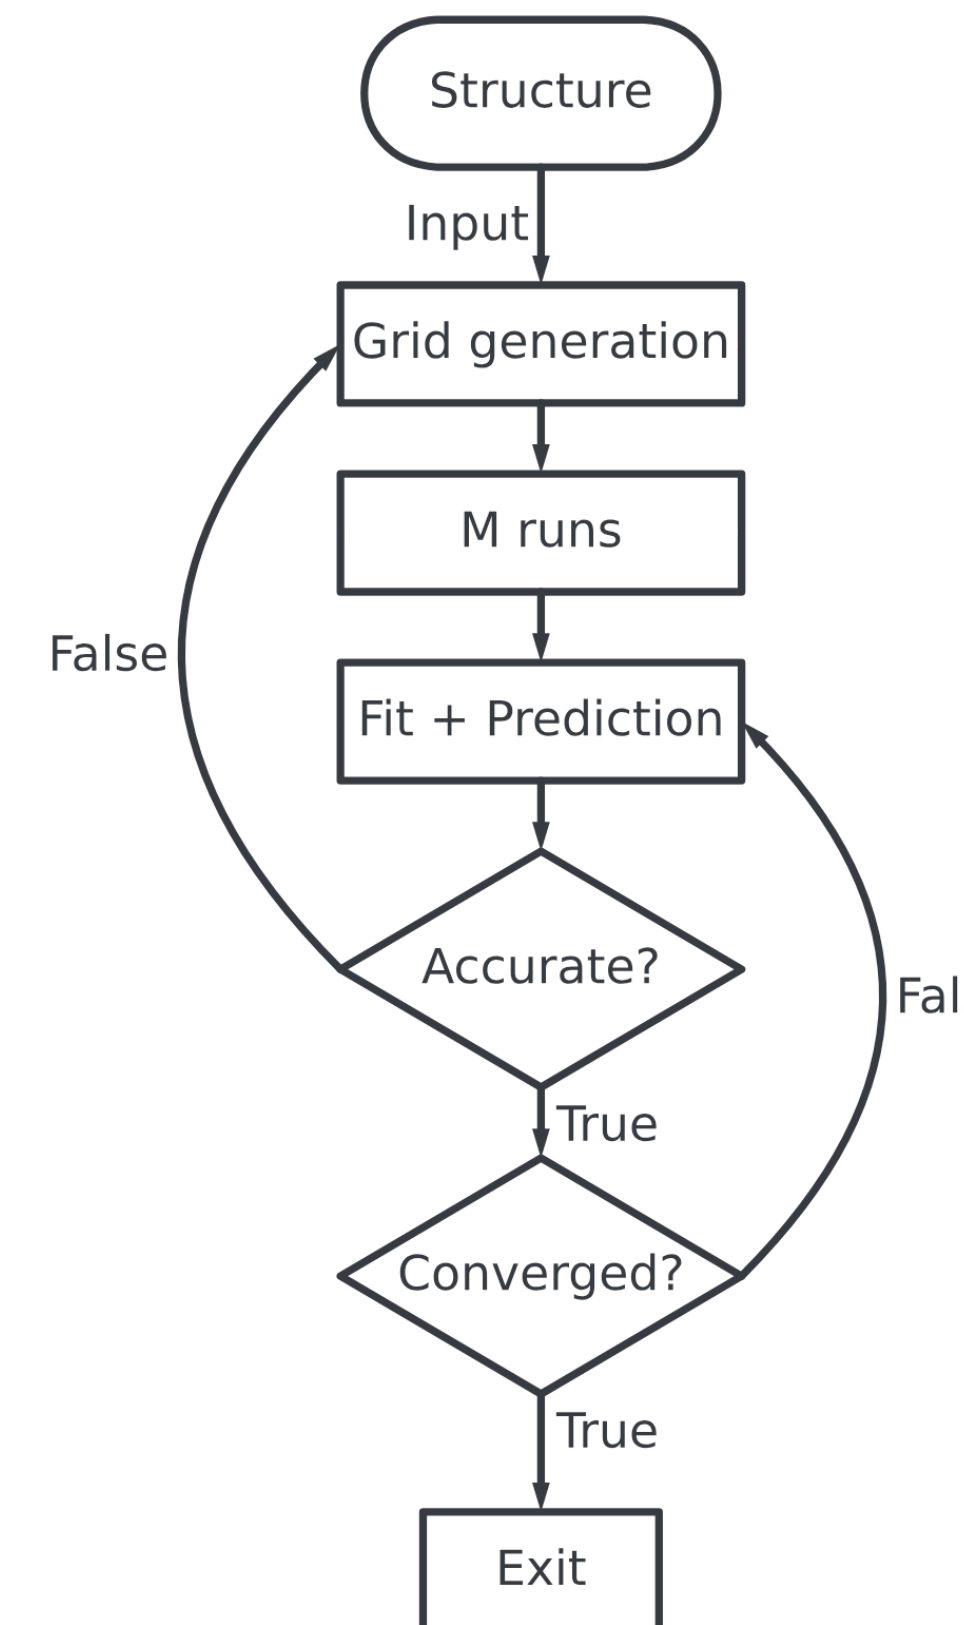 Structure
Input
Grid generation
M runs
False
Fit + Prediction
Accurate?
Fal
True
Converged?
True
Exit